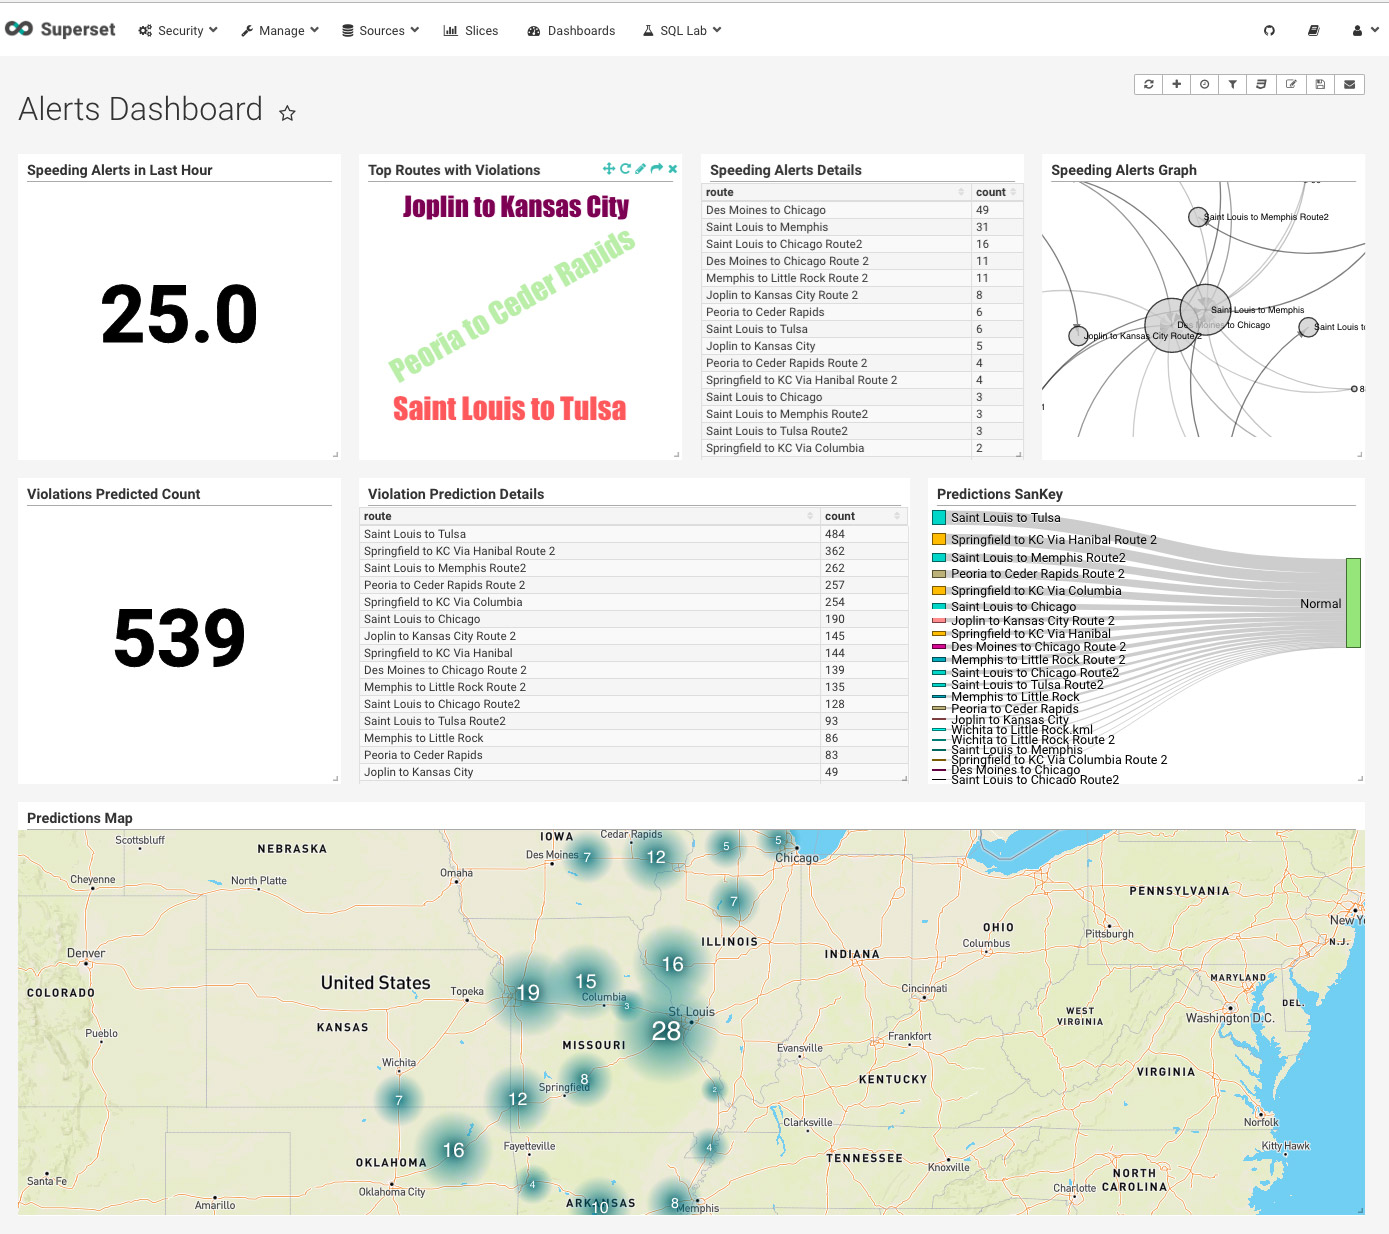 Superset Security Manage Sources Slices Dashboards SQL Lab
Alerts Dashboard
Speeding Alerts in Last Hour
25.0
Top Routes with Violations
Joplin to Kansas City
Peoria to Ceder Rapids
Saint Louis to Tulsa
Speeding Alerts Details
route count
Des Moines to Chicago 49
Saint Louis to Memphis 31
Saint Louis to Chicago Route2 16
Des Moines to Chicago Route 2 11
Memphis to Little Rock Route 2 11
Joplin to Kansas City Route 2 8
Peoria to Ceder Rapids 6
Saint Louis to Tulsa 6
Joplin to Kansas City 5
Peoria to Ceder Rapids Route 2 4
Springfield to KC Via Hanibal Route 2 4
Saint Louis to Chicago 3
Saint Louis to Memphis Route2 3
Saint Louis to Tulsa Route2 3
Springfield to KC Via Columbia 2
Speeding Alerts Graph
Saint Louis to Memphis Route2
Saint Louis to Memphis
Des Moines to Chicago
Saint Louis t
Joplin to Kansas City Route 2
8
Violations Predicted Count
539
Violation Prediction Details
route count
Saint Louis to Tulsa 484
Springfield to KC Via Hanibal Route 2 362
Saint Louis to Memphis Route2 262
Peoria to Ceder Rapids Route 2 257
Springfield to KC Via Columbia 254
Saint Louis to Chicago 190
Joplin to Kansas City Route 2 145
Springfield to KC Via Hanibal 144
Des Moines to Chicago Route 2 139
Memphis to Little Rock Route 2 135
Saint Louis to Chicago Route2 128
Saint Louis to Tulsa Route2 93
Memphis to Little Rock 86
Peoria to Ceder Rapids 83
Joplin to Kansas City 49
Predictions SanKey
Saint Louis to Tulsa
Springfield to KC Via Hanibal Route 2
Saint Louis to Memphis Route2
Peoria to Ceder Rapids Route 2
Springfield to KC Via Columbia
Saint Louis to Chicago
Joplin to Kansas City Route 2
Springfield to KC Via Hanibal
Des Moines to Chicago Route 2
Memphis to Little Rock Route 2
Saint Louis to Chicago Route2
Saint Louis to Tulsa Route2
Memphis to Little Rock
Peoria to Ceder Rapids
Joplin to Kansas City
Wichita to Little Rock.kml
Wichita to Little Rock Route 2
Saint Louis to Memphis
Springfield to KC Via Columbia Route 2
Des Moines to Chicago
Saint Louis to Chicago Route2
Normal
Predictions Map
Scottsbluff
NEBRASKA
IOWA
Cedar Rapids
Des Moines
7
12
5
5
Chicago
Cheyenne
North Platte
Omaha
7
PENNSYLVANIA
New Y
Pittsburgh
N.J.
OHIO
Columbus
ILLINOIS
INDIANA
Denver
COLORADO
United States
Topeka
19
15
Columbia
3
16
St. Louis
28
Cincinnati
MARYLAND
DEL.
Washington D.C.
WEST
VIRGINIA
KANSAS
Pueblo
MISSOURI
Evansville
Frankfort
Wichita
KENTUCKY
VIRGINIA
7
12
Springfield
8
2
Clarksville
Norfolk
Kitty Hawk
16
Fayetteville
4
TENNESSEE
Knoxville
OKLAHOMA
Oklahoma City
4
Santa Fe
Amarillo
ARKANSAS
10
8
Memphis
Charlotte
NORTH
CAROLINA